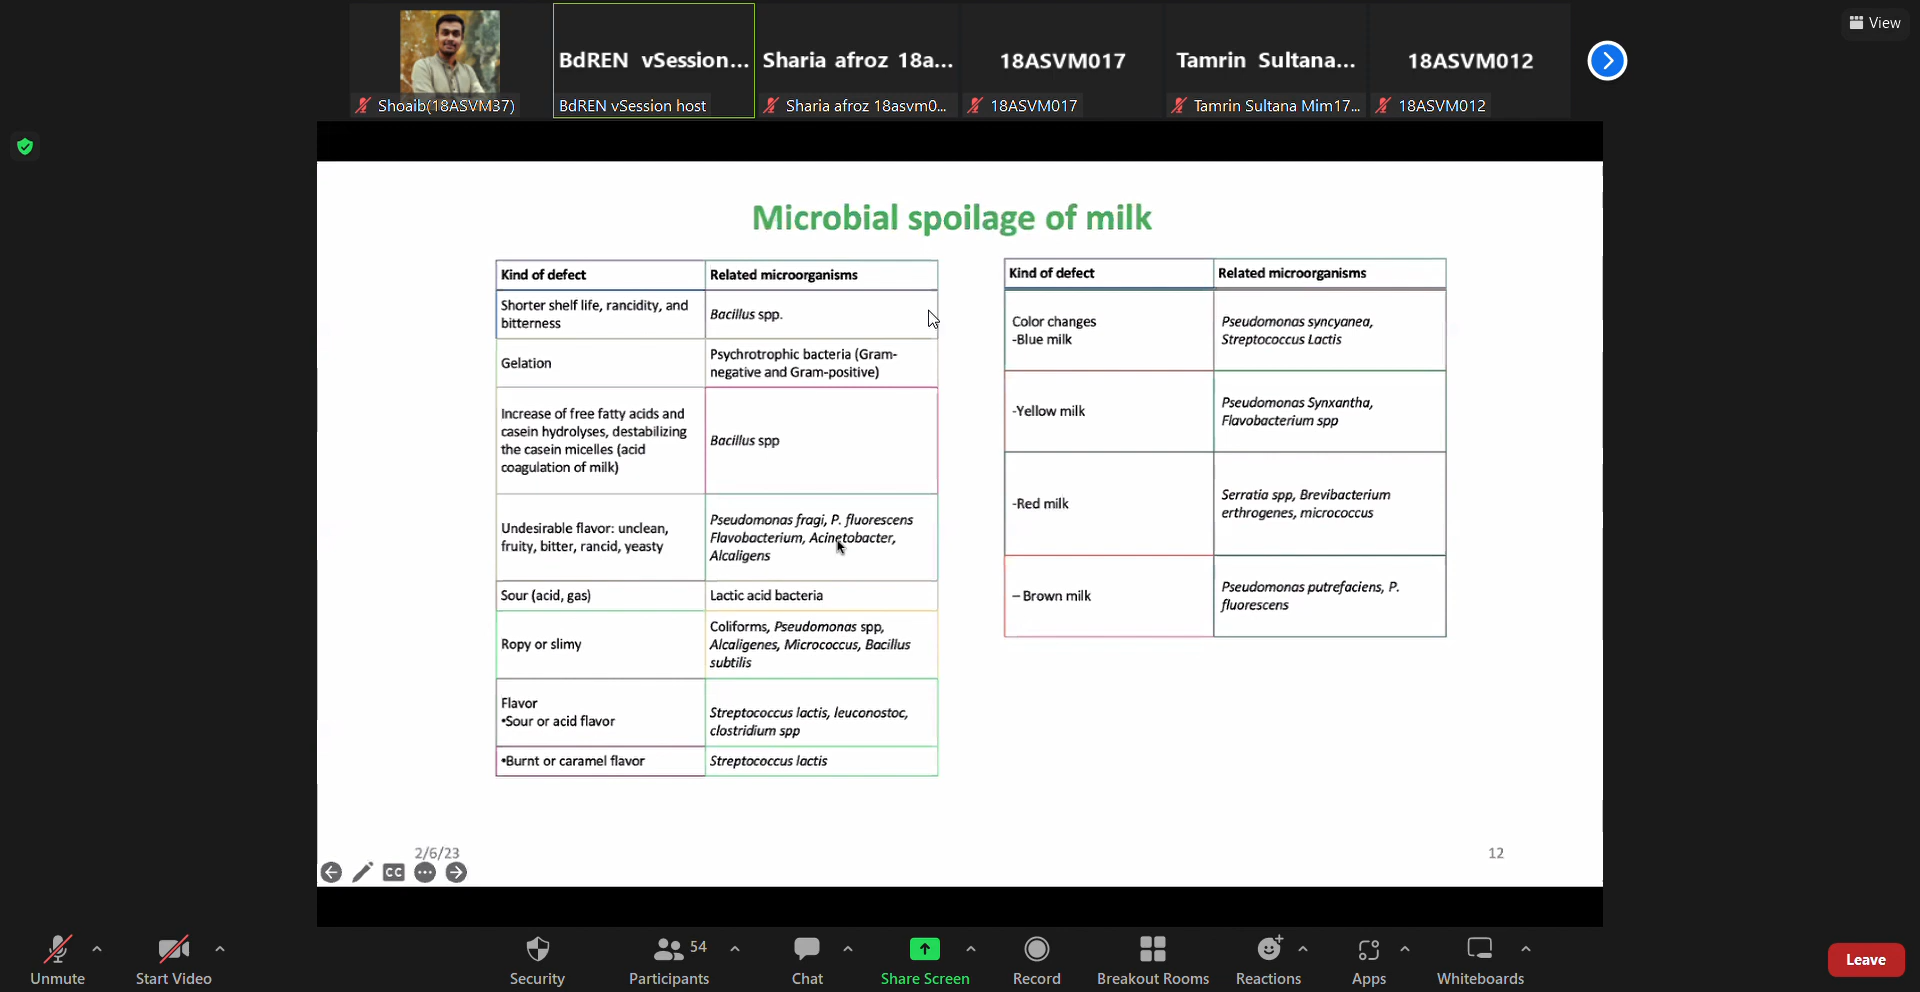 BdREN vSession...
Sharia afroz 18a...
18ASVM017
Tamrin Sultana...
18ASVM012
View
Shoaib(18ASVM37)
BdREN vSession host
Sharia afroz 18asvm0...
18ASVM017
Tamrin Sultana Mim17...
18ASVM012
Microbial spoilage of milk
Kind of defect
Related microorganisms
Shorter shelf life, rancidity, and
bitterness
Bacillus spp.
Gelation
Psychrotrophic bacteria (Gram-
negative and Gram-positive)
Increase of free fatty acids and
casein hydrolyses, destabilizing
the casein micelles (acid
coagulation of milk)
Bacillus spp
Undesirable flavor: unclean,
fruity, bitter, rancid, yeasty
Pseudomonas fragi, P. fluorescens
Flavobacterium, Acinetobacter,
Alcaligens
Sour (acid, gas)
Lactic acid bacteria
Ropy or slimy
Coliforms, Pseudomonas spp,
Alcaligenes, Micrococcus, Bacillus
subtilis
Flavor
•Sour or acid flavor
Streptococcus lactis, leuconostoc,
clostridium spp
•Burnt or caramel flavor
Streptococcus lactis
Kind of defect
Related microorganisms
Color changes
-Blue milk
Pseudomonas syncyanea,
Streptococcus Lactis
-Yellow milk
Pseudomonas Synxantha,
Flavobacterium spp
-Red milk
Serratia spp, Brevibacterium
erthrogenes, micrococcus
– Brown milk
Pseudomonas putrefaciens, P.
fluorescens
2/6/23
12
CC
Unmute
Start Video
Security
54
Participants
Chat
Share Screen
Record
Breakout Rooms
Reactions
Apps
Whiteboards
Leave